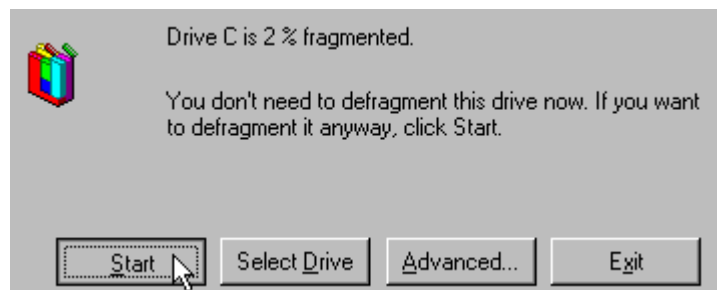 Drive C is 2 % fragmented.
You don't need to defragment this drive now. If you want
to defragment it anyway, click Start.
Start
Select Drive
Advanced...
Exit